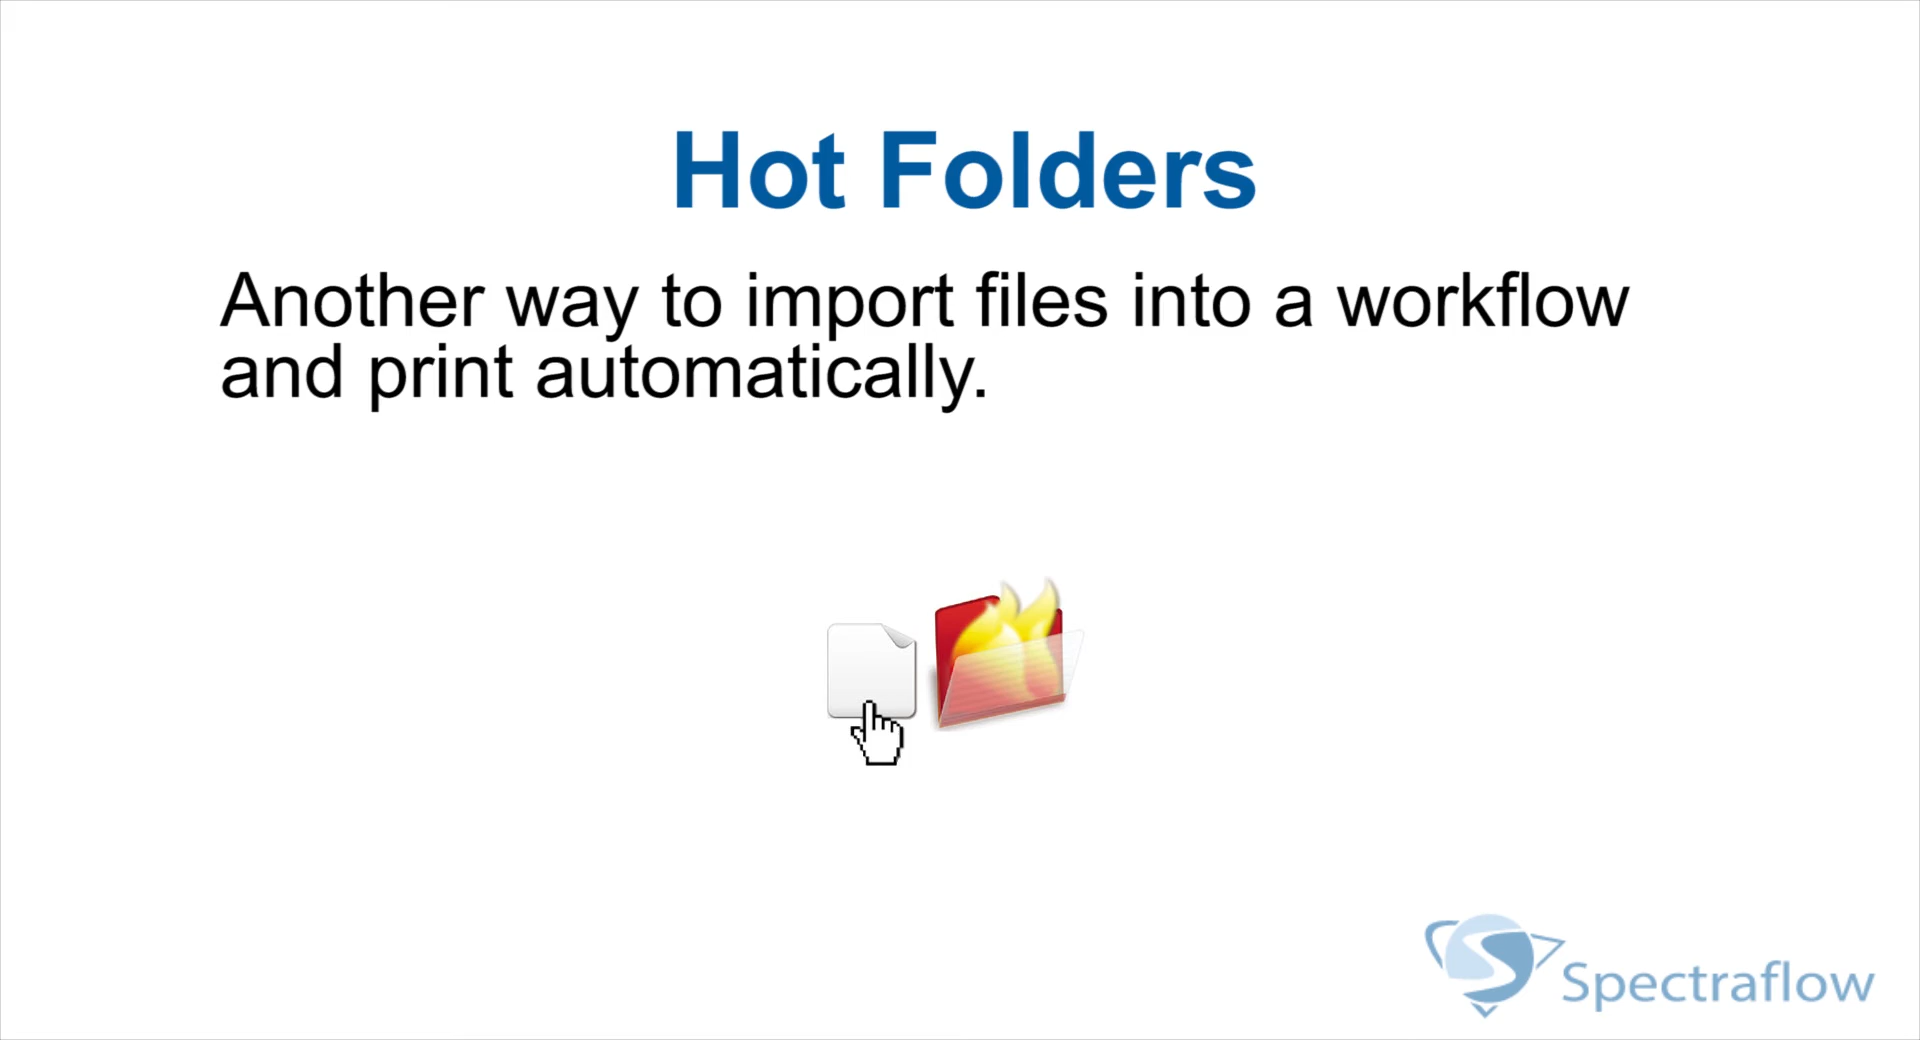 Hot Folders
Another way to import files into a workflow
and print automatically.
Spectraflow